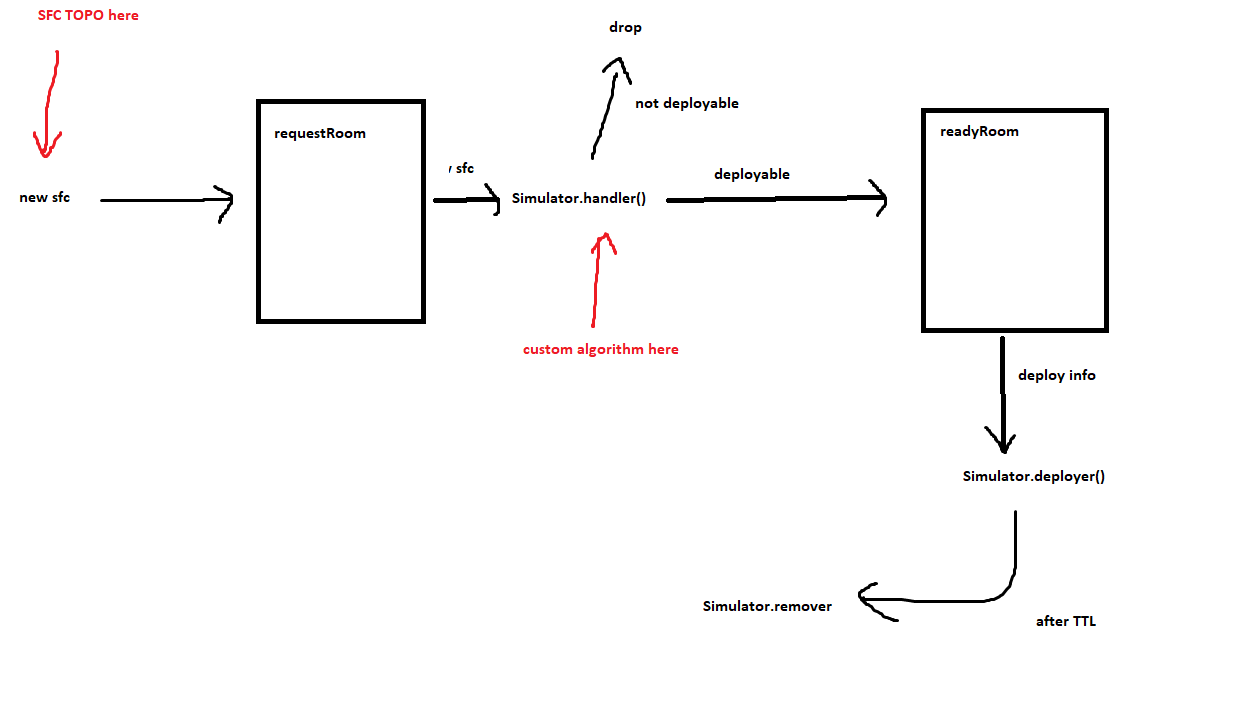 SFC TOPO here
drop
not deployable
requestRoom
readyRoom
sfc
deployable
new sfc
Simulator.handler()
custom algorithm here
deploy info
Simulator.deployer()
Simulator.remover
after TTL